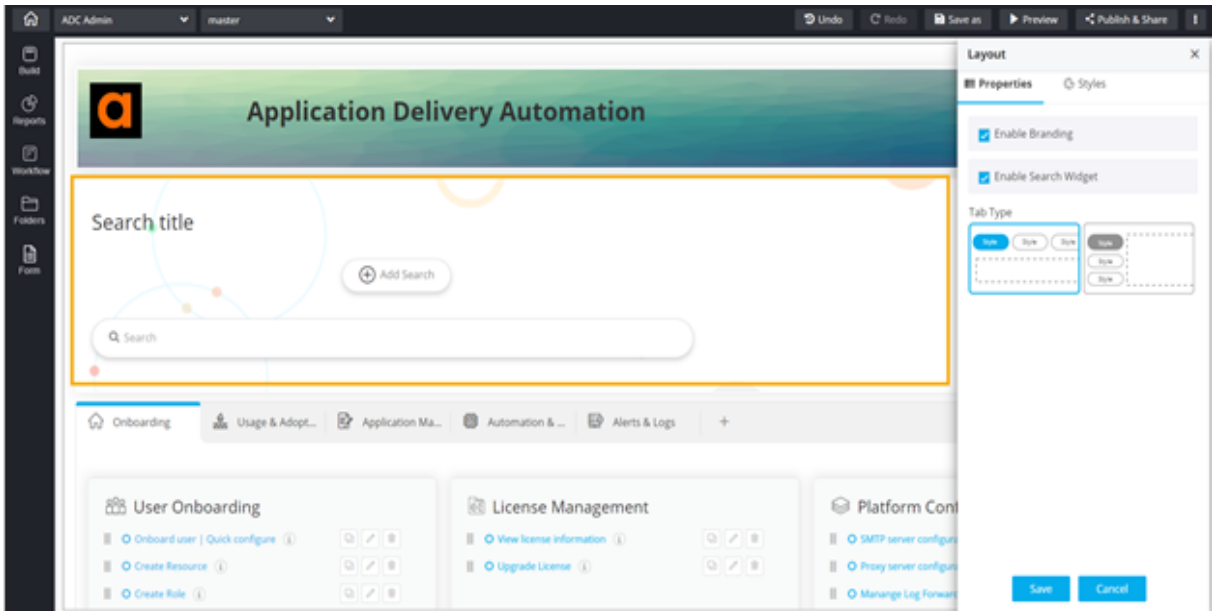 ADC Admin master Undo Redo Save as Preview Publish & Share
Build
Reports
Workflow
Folders
Form
a Application Delivery Automation
Search title
Add Search
Search
Onboarding Usage & Adopt... Application Ma... Automation & ... Alerts & Logs +
User Onboarding
Onboard user | Quick configure
Create Resource
Create Role
License Management
View license information
Upgrade License
Platform Conf
SMTP server configura
Proxy server configura
Manange Log Forward
Layout
Properties Styles
Enable Branding
Enable Search Widget
Tab Type
Style Style Style
Style
Style
Style
Save Cancel